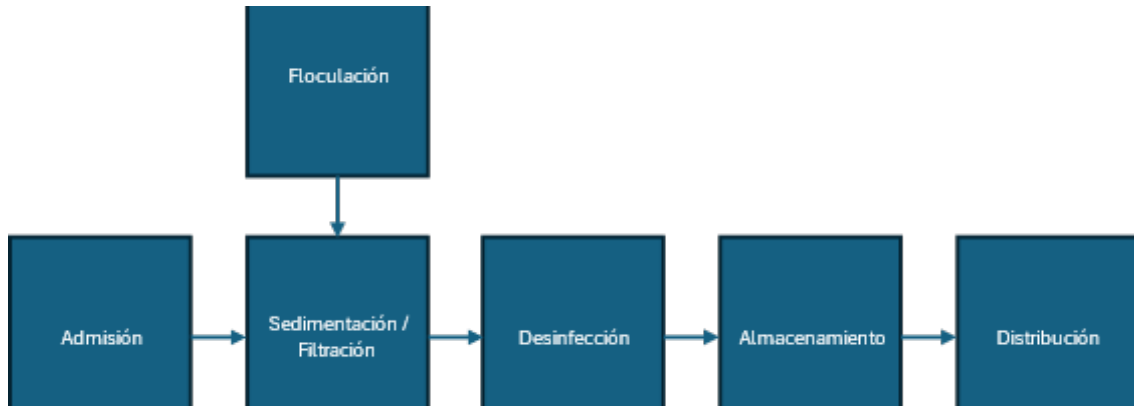 Floculación
Admisión
Sedimentación /
Filtración
Desinfección
Almacenamiento
Distribución